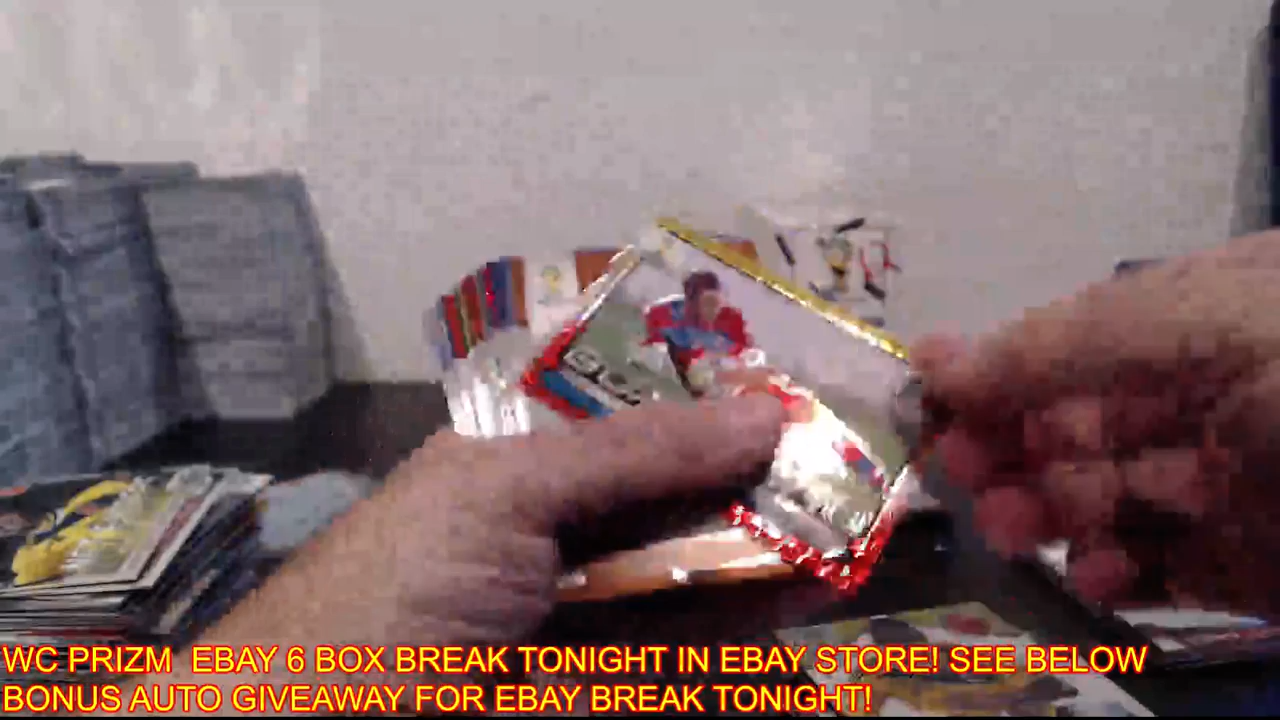 WC PRIZM  EBAY 6 BOX BREAK TONIGHT IN EBAY STORE! SEE BELOW
BONUS AUTO GIVEAWAY FOR EBAY BREAK TONIGHT!